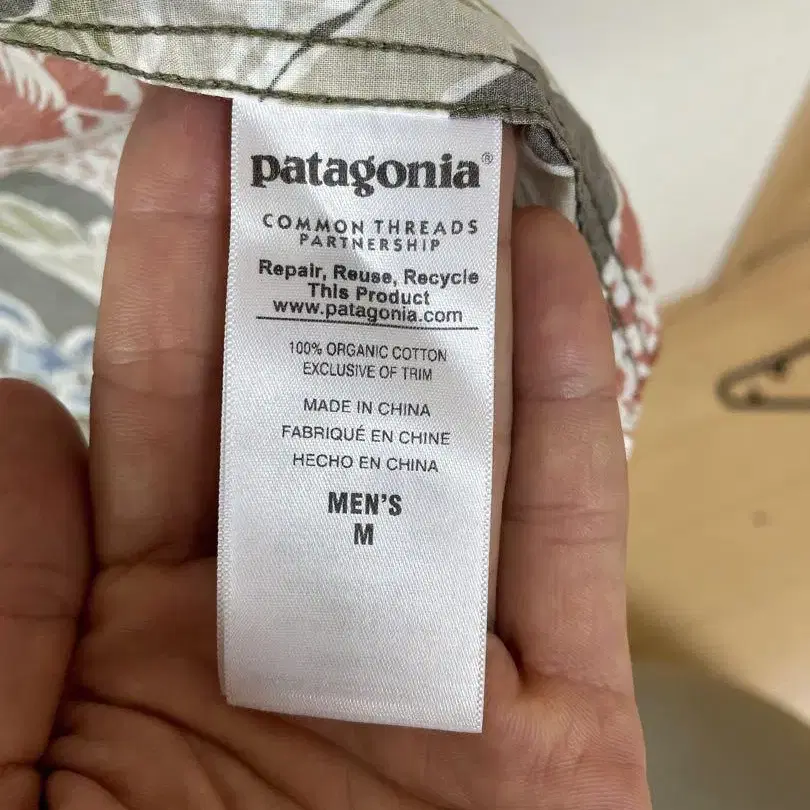 patagonia®
COMMON THREADS
PARTNERSHIP
Repair, Reuse, Recycle
This Product
www.patagonia.com
100% ORGANIC COTTON
EXCLUSIVE OF TRIM
MADE IN CHINA
FABRIQUÉ EN CHINE
HECHO EN CHINA
MEN'S
M